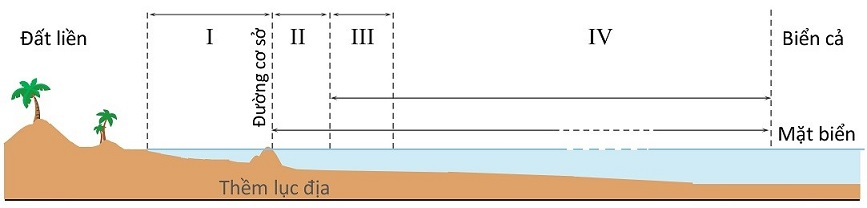 Đất liền
I
Đường cơ sở
II
III
IV
Biển cả
Mặt biển
Thềm lục địa